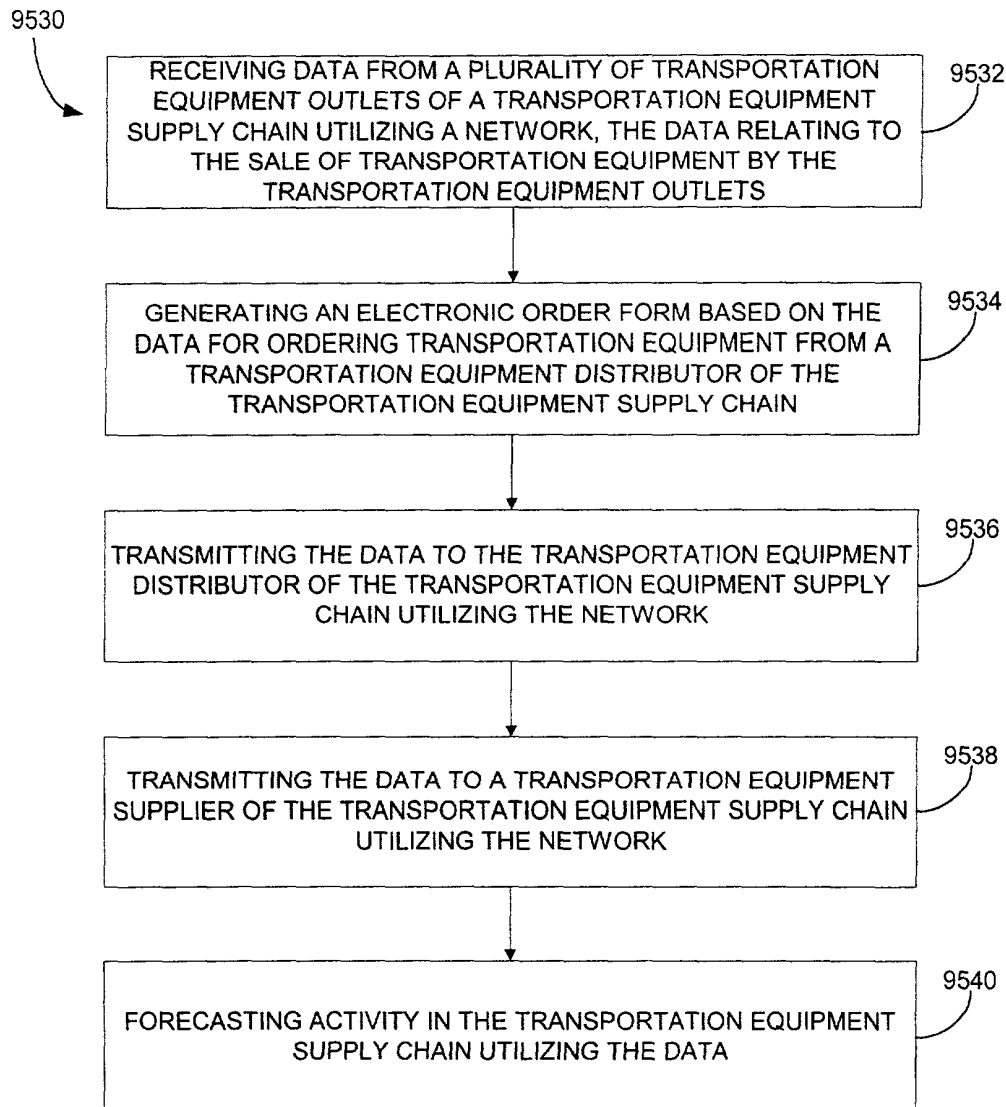 9530
RECEIVING DATA FROM A PLURALITY OF TRANSPORTATION
EQUIPMENT OUTLETS OF A TRANSPORTATION EQUIPMENT
SUPPLY CHAIN UTILIZING A NETWORK, THE DATA RELATING TO
THE SALE OF TRANSPORTATION EQUIPMENT BY THE
TRANSPORTATION EQUIPMENT OUTLETS
9532
GENERATING AN ELECTRONIC ORDER FORM BASED ON THE
DATA FOR ORDERING TRANSPORTATION EQUIPMENT FROM A
TRANSPORTATION EQUIPMENT DISTRIBUTOR OF THE
TRANSPORTATION EQUIPMENT SUPPLY CHAIN
9534
TRANSMITTING THE DATA TO THE TRANSPORTATION EQUIPMENT
DISTRIBUTOR OF THE TRANSPORTATION EQUIPMENT SUPPLY
CHAIN UTILIZING THE NETWORK
9536
TRANSMITTING THE DATA TO A TRANSPORTATION EQUIPMENT
SUPPLIER OF THE TRANSPORTATION EQUIPMENT SUPPLY CHAIN
UTILIZING THE NETWORK
9538
FORECASTING ACTIVITY IN THE TRANSPORTATION EQUIPMENT
SUPPLY CHAIN UTILIZING THE DATA
9540